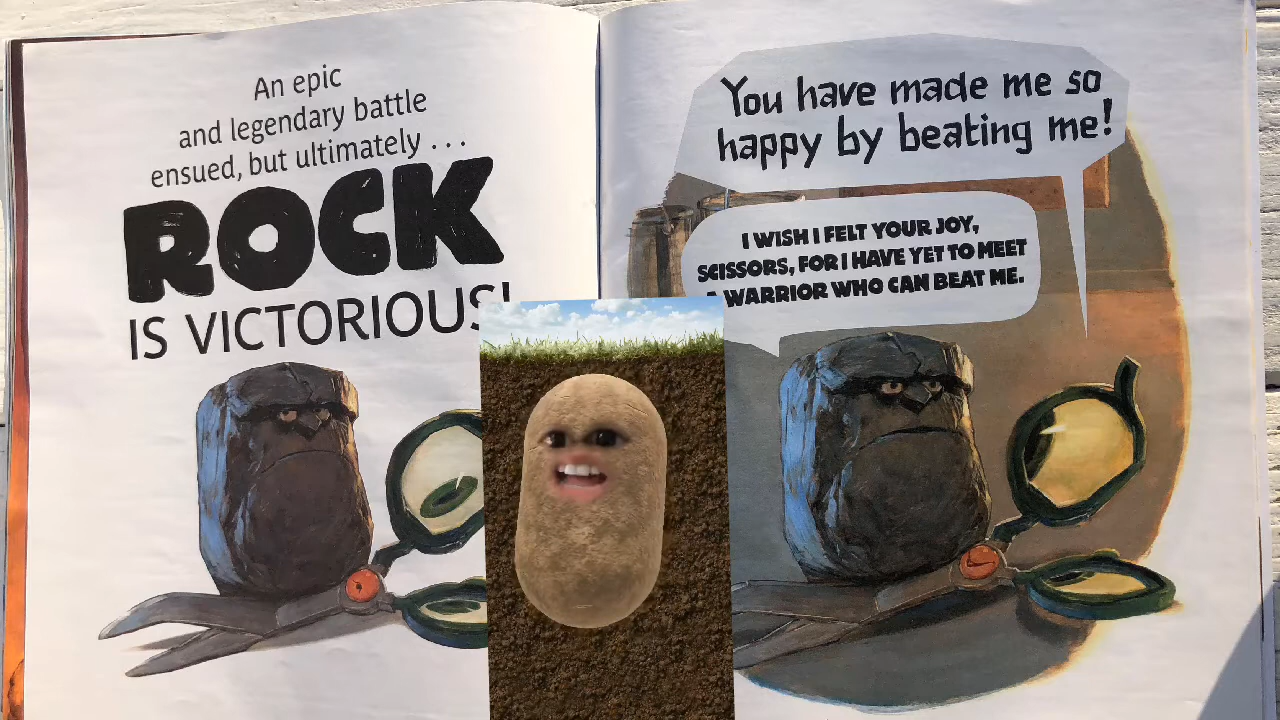 An epic
and legendary battle
ensued, but ultimately . . .
ROCK
IS VICTORIOUS!
You have made me so
happy by beating me!
I WISH I FELT YOUR JOY,
SCISSORS, FOR I HAVE YET TO MEET
A WARRIOR WHO CAN BEAT ME.